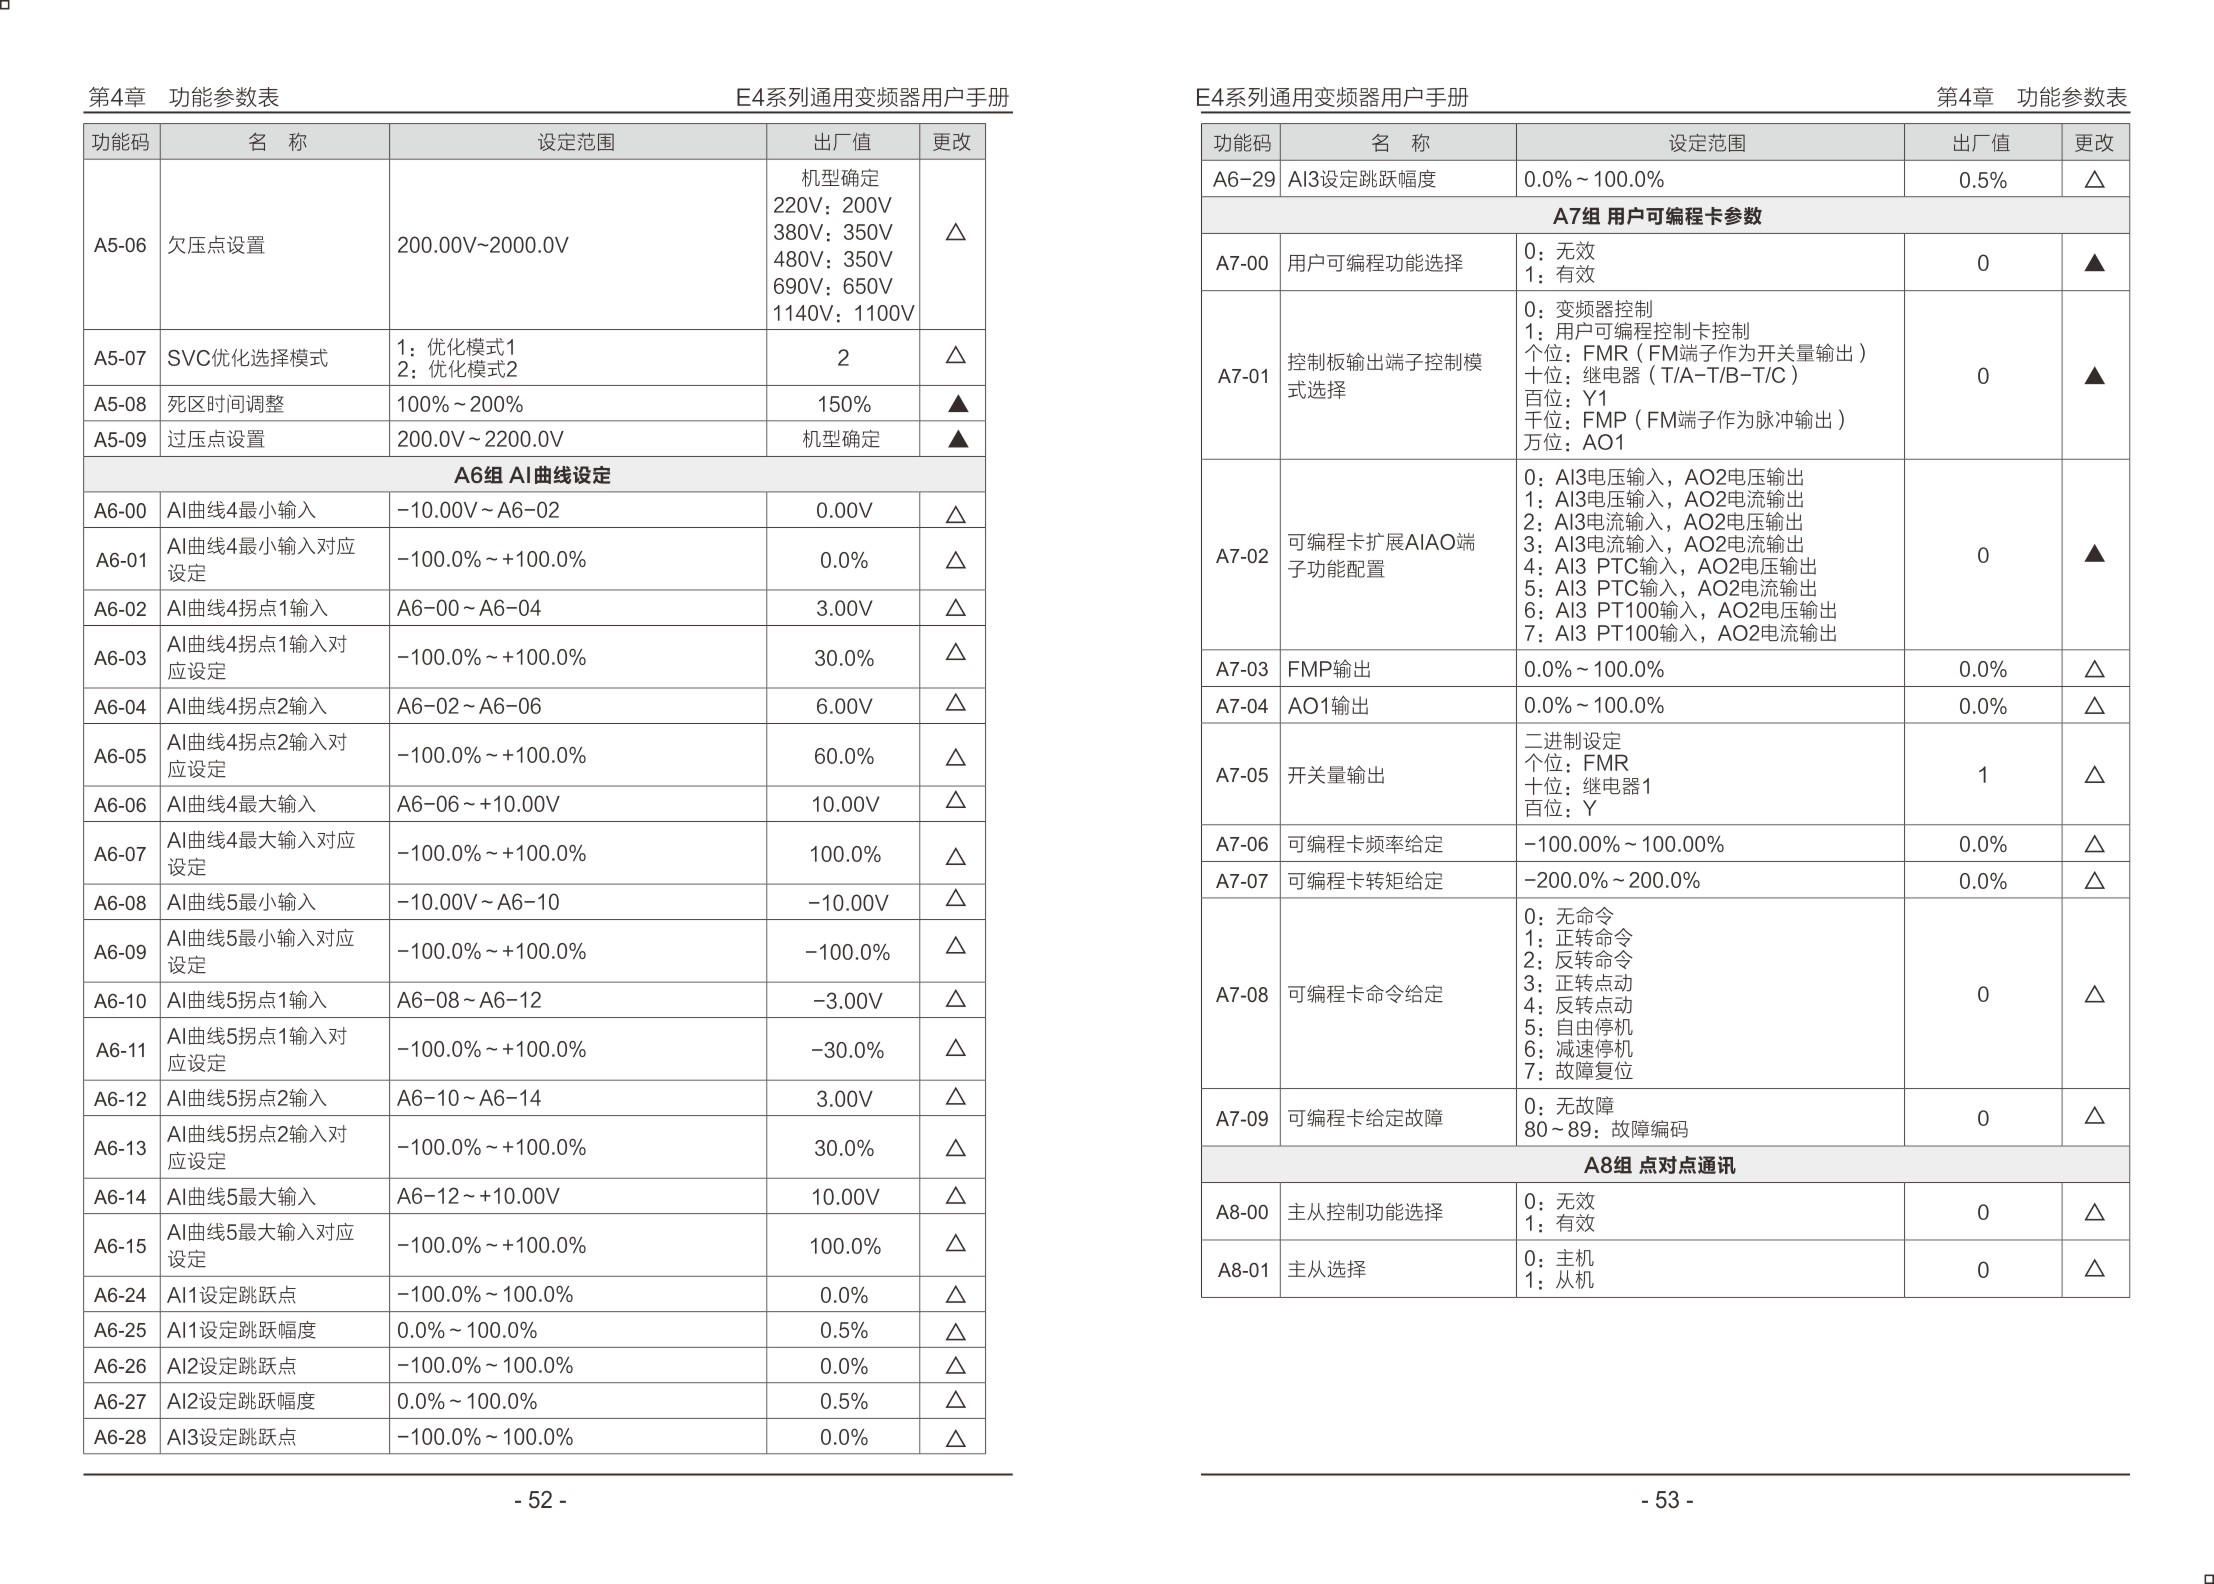 第4章 功能参数表
E4系列通用变频器用户手册
功能码 名 称 设定范围 出厂值 更改
A5-06 欠压点设置 200.00V~2000.0V 机型确定
220V：200V
380V：350V
480V：350V
690V：650V
1140V：1100V
△
A5-07 SVC优化选择模式 1：优化模式1
2：优化模式2
2 △
A5-08 死区时间调整 100%~200% 150% ▲
A5-09 过压点设置 200.0V~2200.0V 机型确定 ▲
A6组 AI曲线设定
A6-00 AI曲线4最小输入 -10.00V~A6-02 0.00V △
A6-01 AI曲线4最小输入对应
设定
-100.0%~+100.0% 0.0% △
A6-02 AI曲线4拐点1输入 A6-00~A6-04 3.00V △
A6-03 AI曲线4拐点1输入对
应设定
-100.0%~+100.0% 30.0% △
A6-04 AI曲线4拐点2输入 A6-02~A6-06 6.00V △
A6-05 AI曲线4拐点2输入对
应设定
-100.0%~+100.0% 60.0% △
A6-06 AI曲线4最大输入 A6-06~+10.00V 10.00V △
A6-07 AI曲线4最大输入对应
设定
-100.0%~+100.0% 100.0% △
A6-08 AI曲线5最小输入 -10.00V~A6-10 -10.00V △
A6-09 AI曲线5最小输入对应
设定
-100.0%~+100.0% -100.0% △
A6-10 AI曲线5拐点1输入 A6-08~A6-12 -3.00V △
A6-11 AI曲线5拐点1输入对
应设定
-100.0%~+100.0% -30.0% △
A6-12 AI曲线5拐点2输入 A6-10~A6-14 3.00V △
A6-13 AI曲线5拐点2输入对
应设定
-100.0%~+100.0% 30.0% △
A6-14 AI曲线5最大输入 A6-12~+10.00V 10.00V △
A6-15 AI曲线5最大输入对应
设定
-100.0%~+100.0% 100.0% △
A6-24 AI1设定跳跃点 -100.0%~100.0% 0.0% △
A6-25 AI1设定跳跃幅度 0.0%~100.0% 0.5% △
A6-26 AI2设定跳跃点 -100.0%~100.0% 0.0% △
A6-27 AI2设定跳跃幅度 0.0%~100.0% 0.5% △
A6-28 AI3设定跳跃点 -100.0%~100.0% 0.0% △
- 52 -
E4系列通用变频器用户手册
第4章 功能参数表
功能码 名 称 设定范围 出厂值 更改
A6-29 AI3设定跳跃幅度 0.0%~100.0% 0.5% △
A7组 用户可编程卡参数
A7-00 用户可编程功能选择 0：无效
1：有效
0 ▲
A7-01 控制板输出端子控制模
式选择
0：变频器控制
1：用户可编程控制卡控制
个位：FMR（FM端子作为开关量输出）
十位：继电器（T/A-T/B-T/C）
百位：Y1
千位：FMP（FM端子作为脉冲输出）
万位：AO1
0 ▲
A7-02 可编程卡扩展AIAO端
子功能配置
0：AI3电压输入，AO2电压输出
1：AI3电压输入，AO2电流输出
2：AI3电流输入，AO2电压输出
3：AI3电流输入，AO2电流输出
4：AI3 PTC输入，AO2电压输出
5：AI3 PTC输入，AO2电流输出
6：AI3 PT100输入，AO2电压输出
7：AI3 PT100输入，AO2电流输出
0 ▲
A7-03 FMP输出 0.0%~100.0% 0.0% △
A7-04 AO1输出 0.0%~100.0% 0.0% △
A7-05 开关量输出 二进制设定
个位：FMR
十位：继电器1
百位：Y
1 △
A7-06 可编程卡频率给定 -100.00%~100.00% 0.0% △
A7-07 可编程卡转矩给定 -200.0%~200.0% 0.0% △
A7-08 可编程卡命令给定 0：无命令
1：正转命令
2：反转命令
3：正转点动
4：反转点动
5：自由停机
6：减速停机
7：故障复位
0 △
A7-09 可编程卡给定故障 0：无故障
80~89：故障编码
0 △
A8组 点对点通讯
A8-00 主从控制功能选择 0：无效
1：有效
0 △
A8-01 主从选择 0：主机
1：从机
0 △
- 53 -